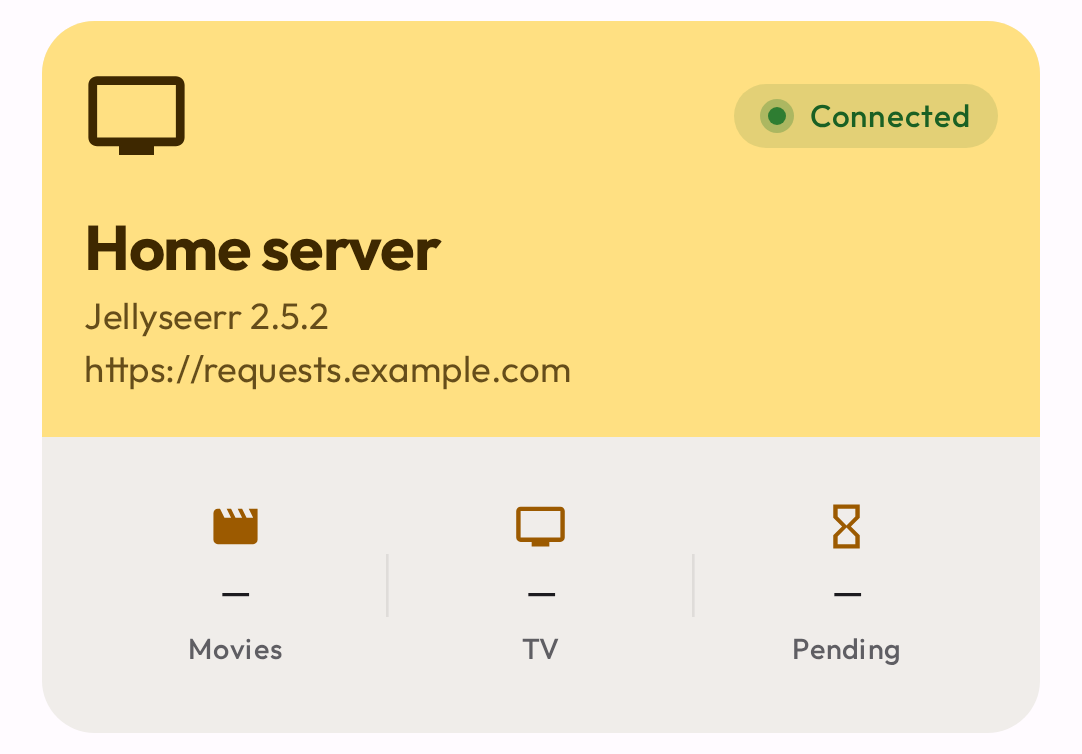 Connected
Home server
Jellyseerr 2.5.2
https://requests.example.com
— — —
Movies TV Pending